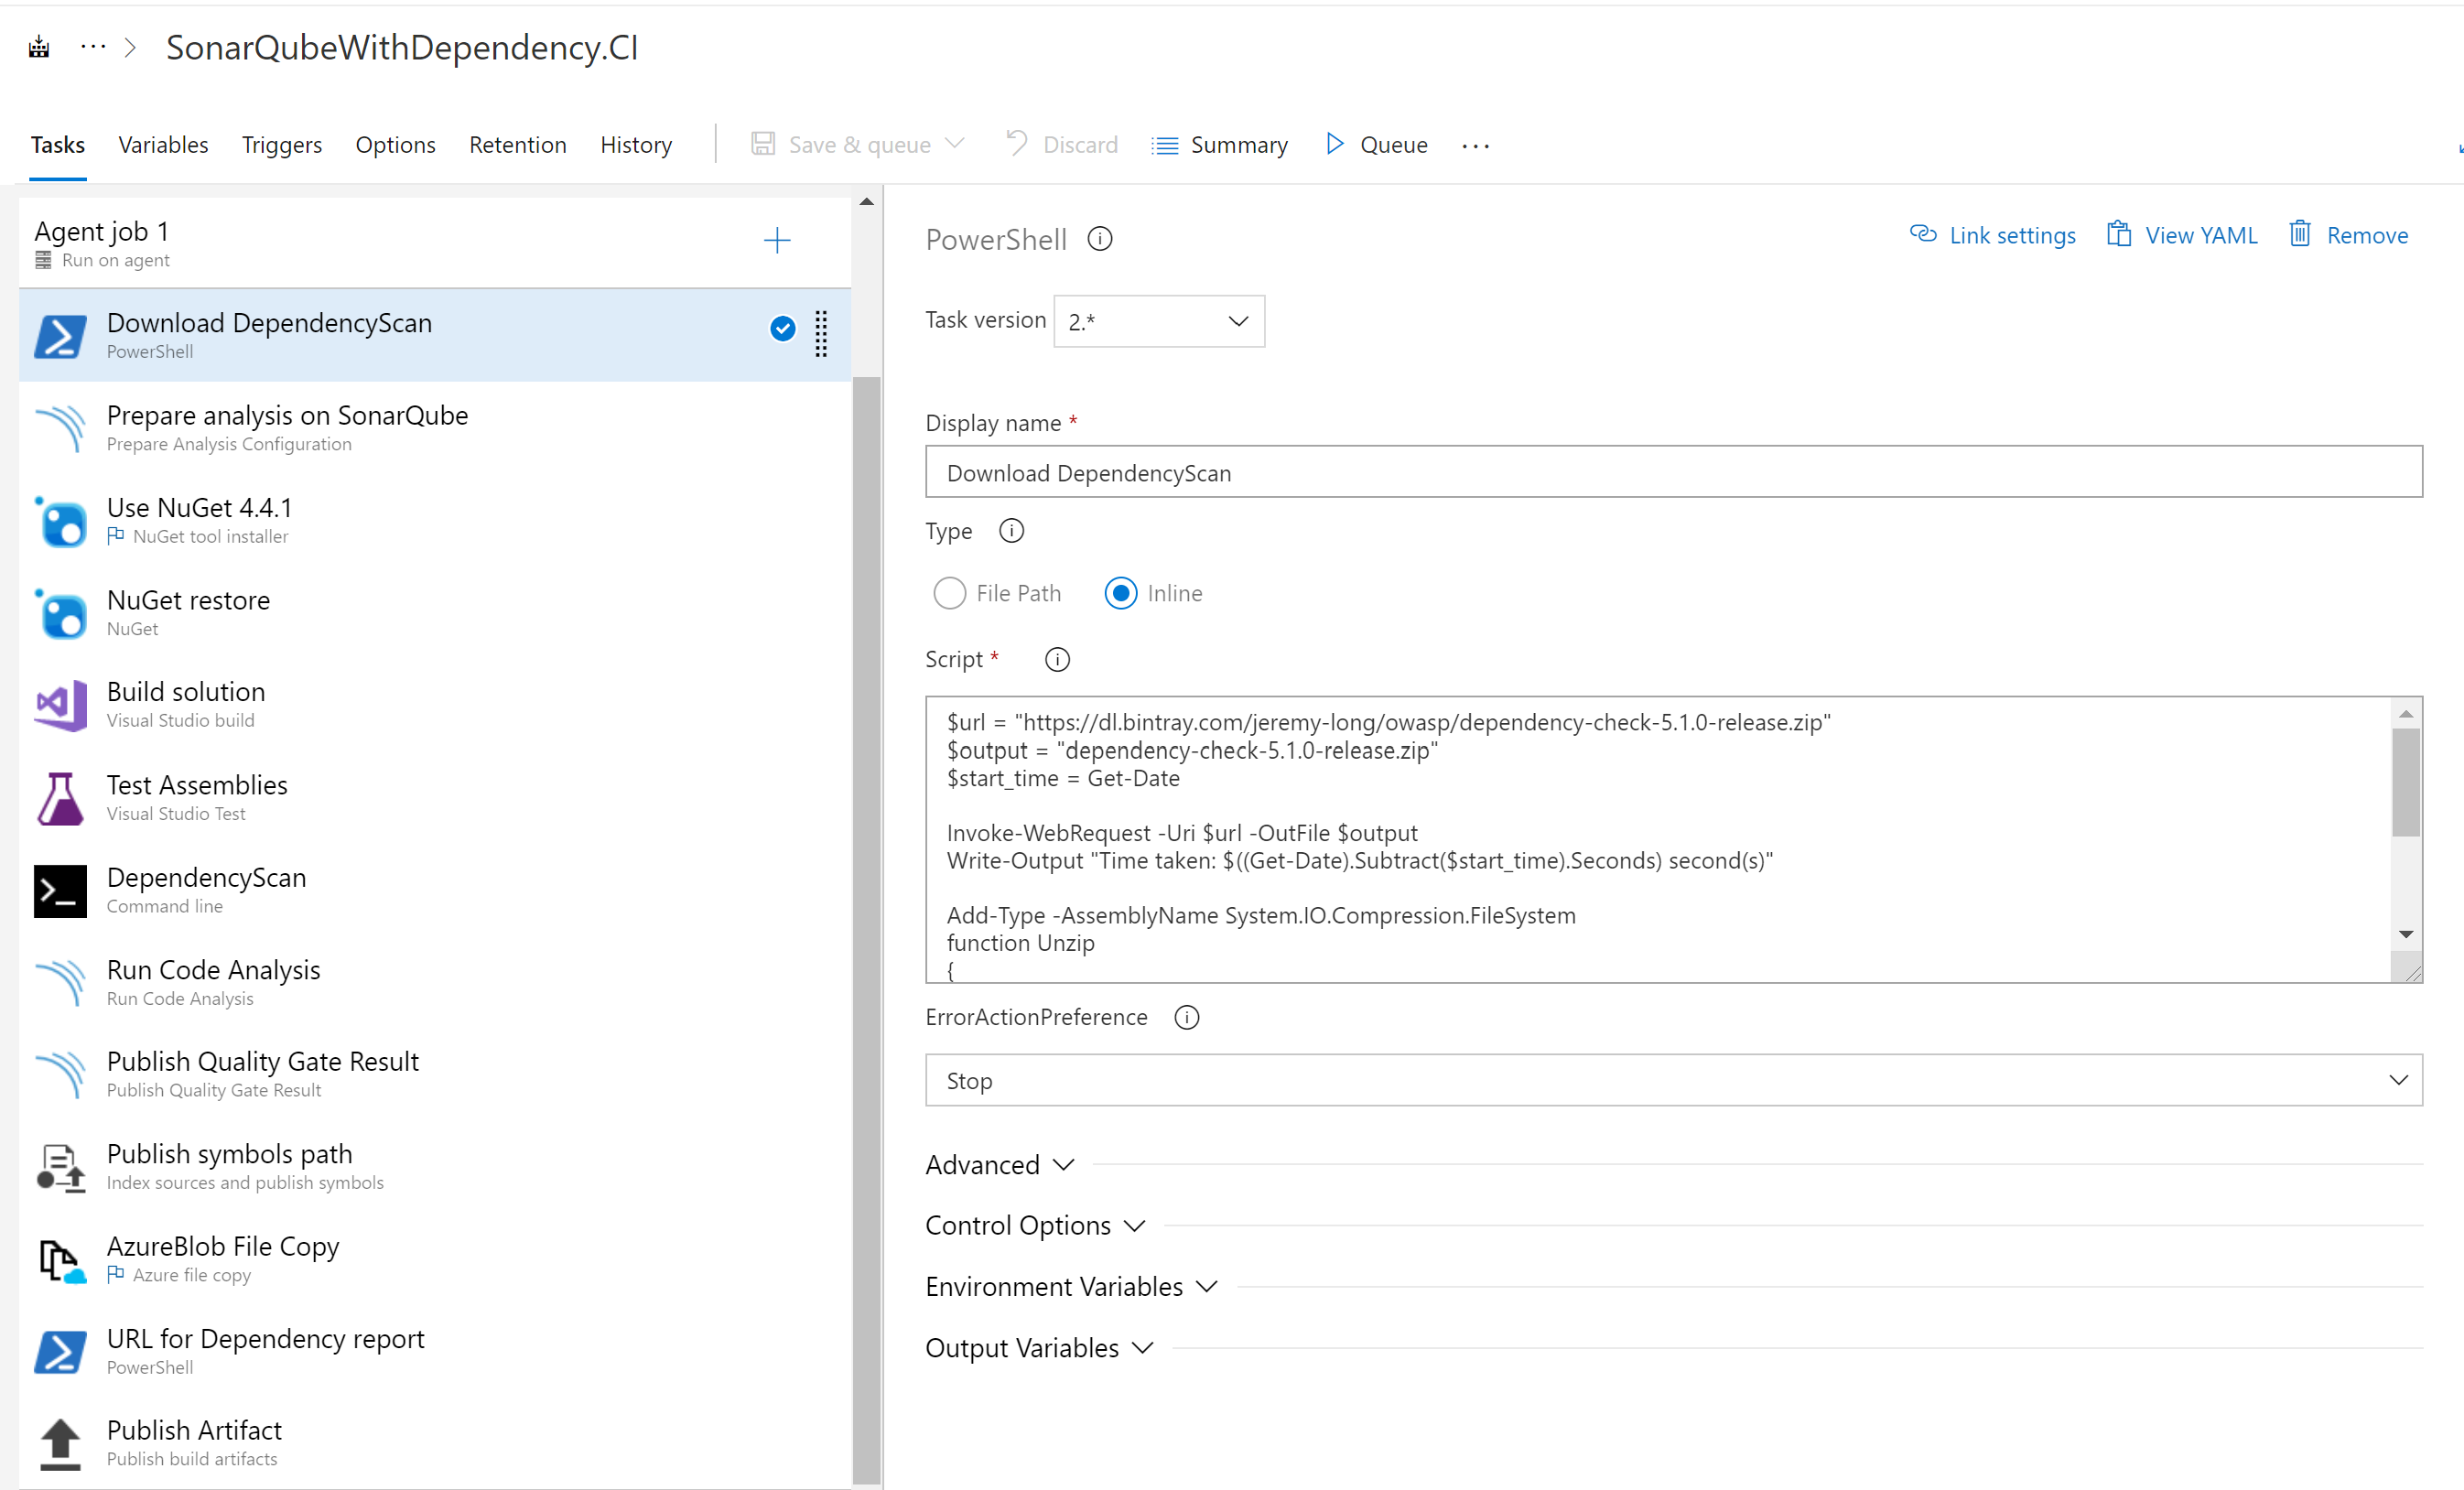 SonarQubeWithDependency.CI
Tasks Variables Triggers Options Retention History Save & queue Discard Summary Queue
Agent job 1
Run on agent
Download DependencyScan
PowerShell
Prepare analysis on SonarQube
Prepare Analysis Configuration
Use NuGet 4.4.1
NuGet tool installer
NuGet restore
NuGet
Build solution
Visual Studio build
Test Assemblies
Visual Studio Test
DependencyScan
Command line
Run Code Analysis
Run Code Analysis
Publish Quality Gate Result
Publish Quality Gate Result
Publish symbols path
Index sources and publish symbols
AzureBlob File Copy
Azure file copy
URL for Dependency report
PowerShell
Publish Artifact
Publish build artifacts
PowerShell
Link settings View YAML Remove
Task version 2.*
Display name *
Download DependencyScan
Type
File Path Inline
Script *
$url = "https://dl.bintray.com/jeremy-long/owasp/dependency-check-5.1.0-release.zip"
$output = "dependency-check-5.1.0-release.zip"
$start_time = Get-Date
Invoke-WebRequest -Uri $url -OutFile $output
Write-Output "Time taken: $((Get-Date).Subtract($start_time).Seconds) second(s)"
Add-Type -AssemblyName System.IO.Compression.FileSystem
function Unzip
{
ErrorActionPreference
Stop
Advanced
Control Options
Environment Variables
Output Variables